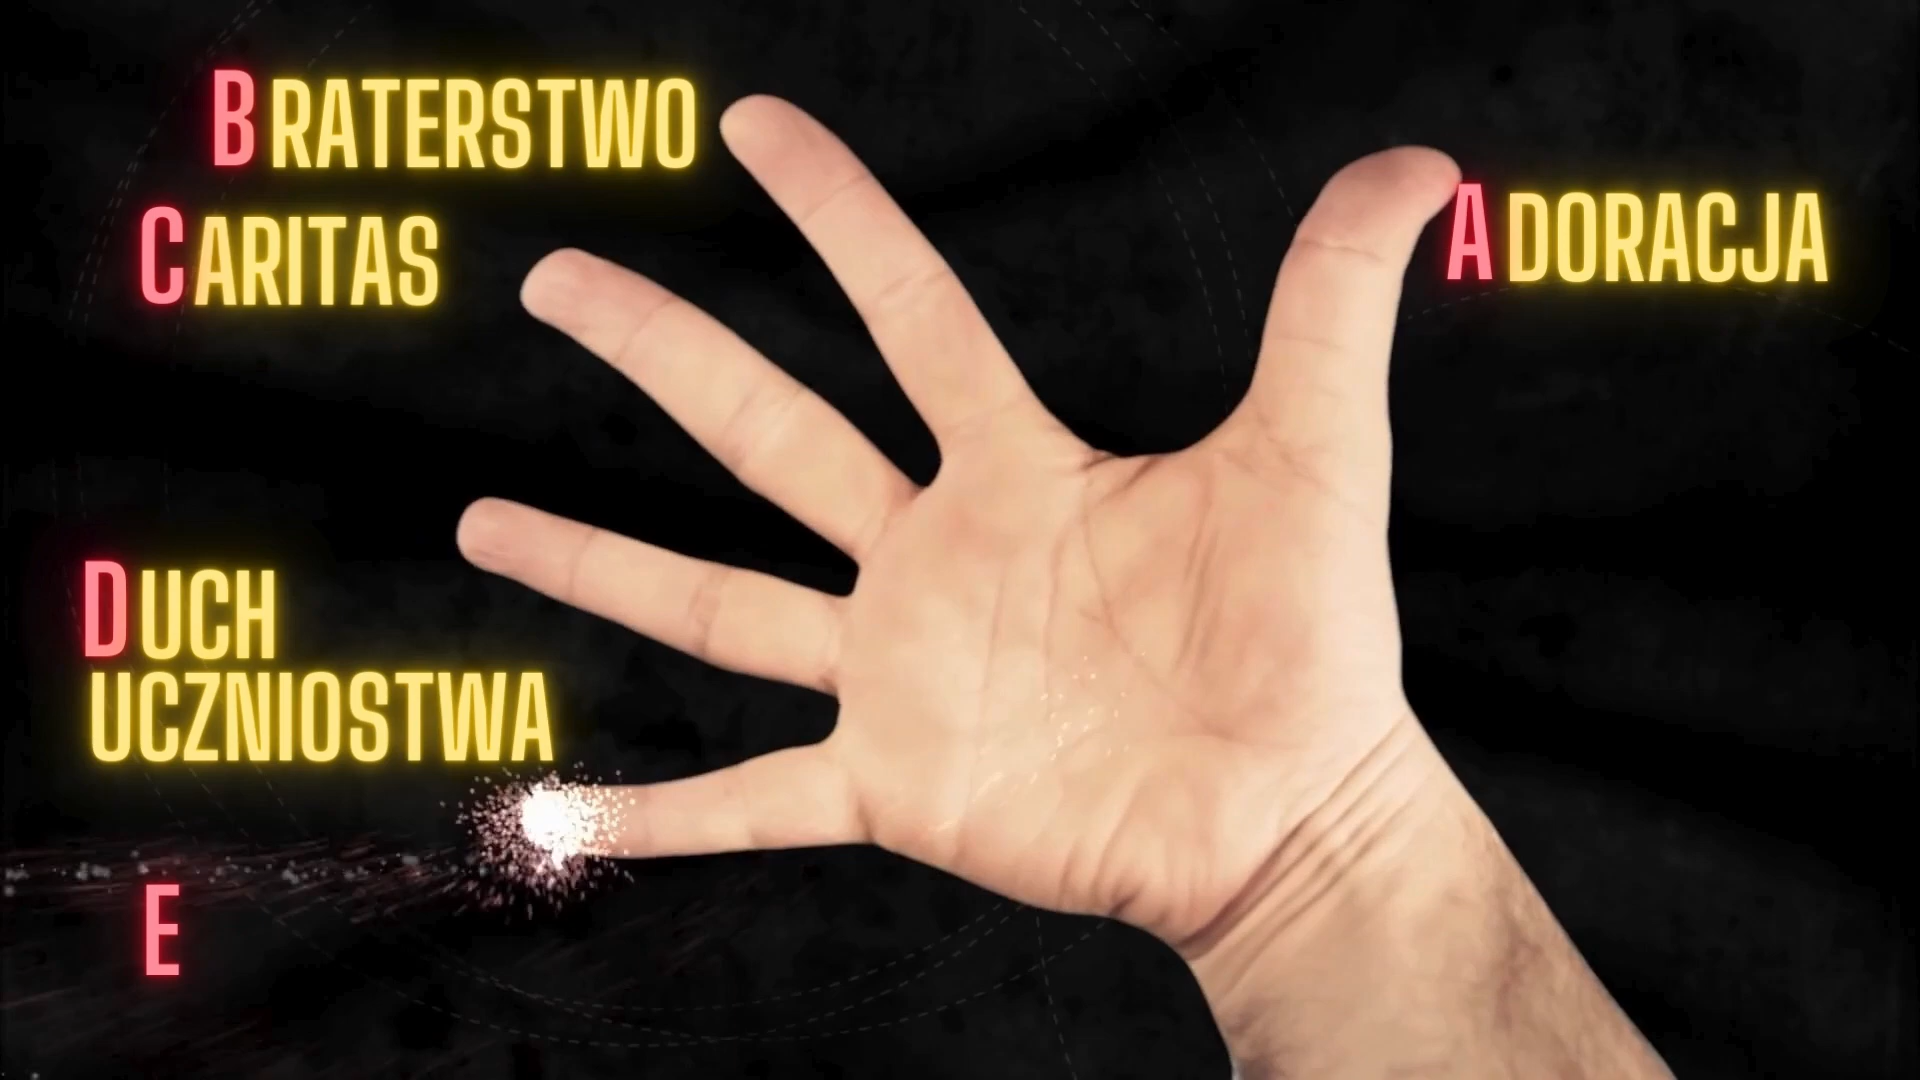 BRATERSTWO
CARITAS
ADORACJA
DUCH
UCZNIOSTWA
E